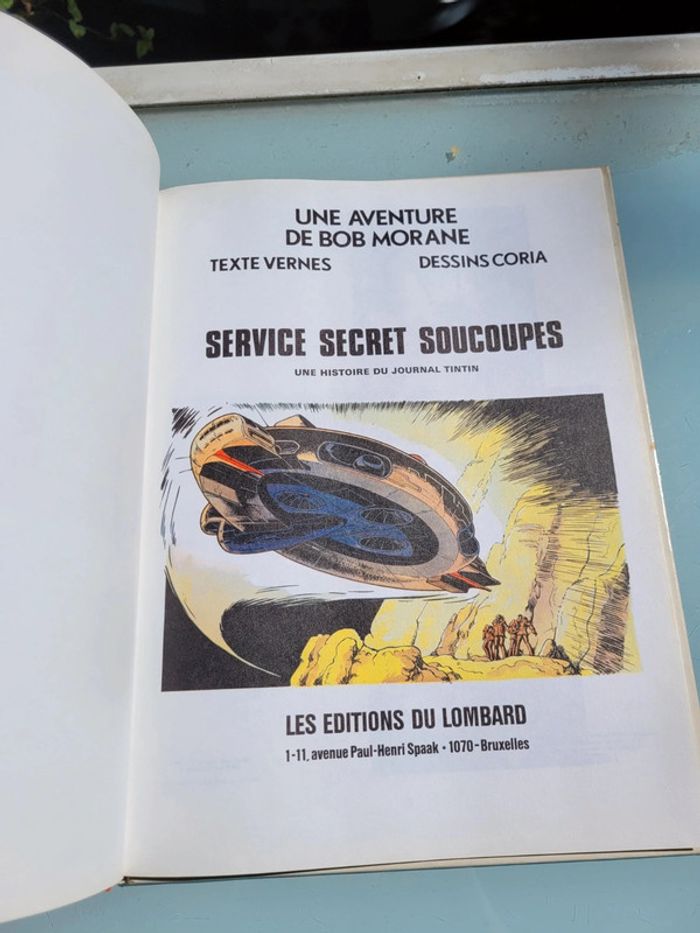 UNE AVENTURE
DE BOB MORANE
TEXTE VERNES DESSINS CORIA
SERVICE SECRET SOUCOUPES
UNE HISTOIRE DU JOURNAL TINTIN
LES EDITIONS DU LOMBARD
1-11, avenue Paul-Henri Spaak • 1070-Bruxelles